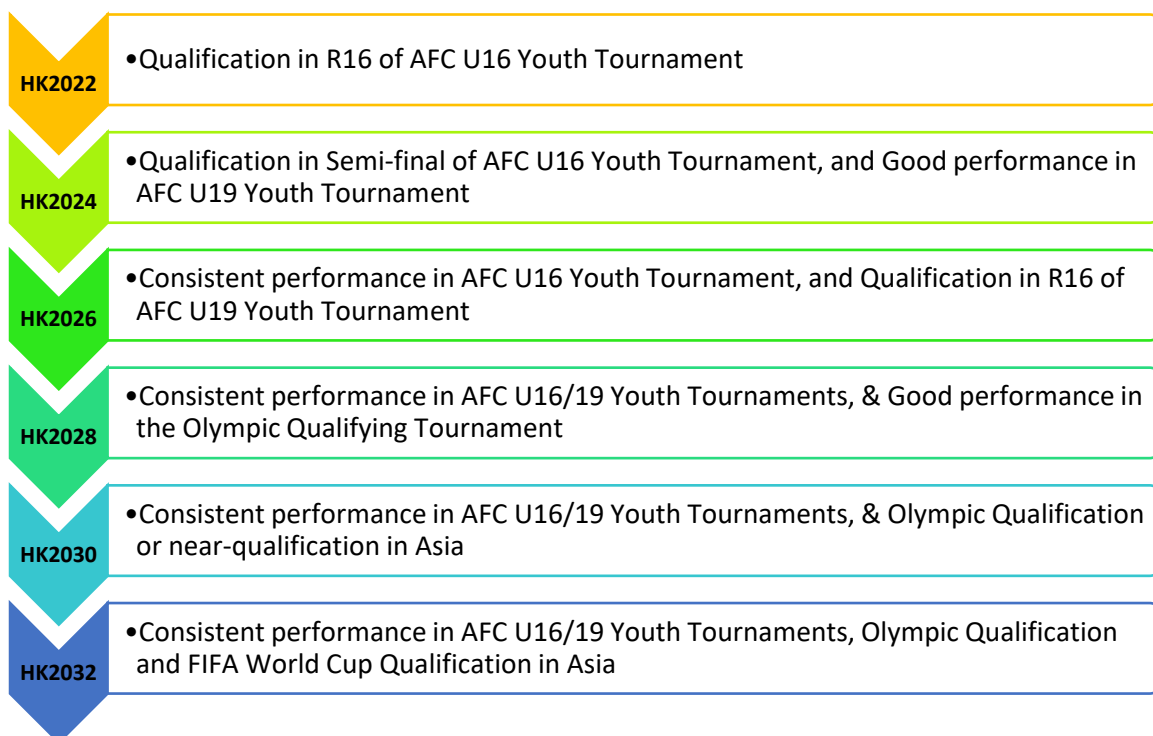 HK2022
•Qualification in R16 of AFC U16 Youth Tournament
HK2024
•Qualification in Semi-final of AFC U16 Youth Tournament, and Good performance in
AFC U19 Youth Tournament
HK2026
•Consistent performance in AFC U16 Youth Tournament, and Qualification in R16 of
AFC U19 Youth Tournament
HK2028
•Consistent performance in AFC U16/19 Youth Tournaments, & Good performance in
the Olympic Qualifying Tournament
HK2030
•Consistent performance in AFC U16/19 Youth Tournaments, & Olympic Qualification
or near-qualification in Asia
HK2032
•Consistent performance in AFC U16/19 Youth Tournaments, Olympic Qualification
and FIFA World Cup Qualification in Asia